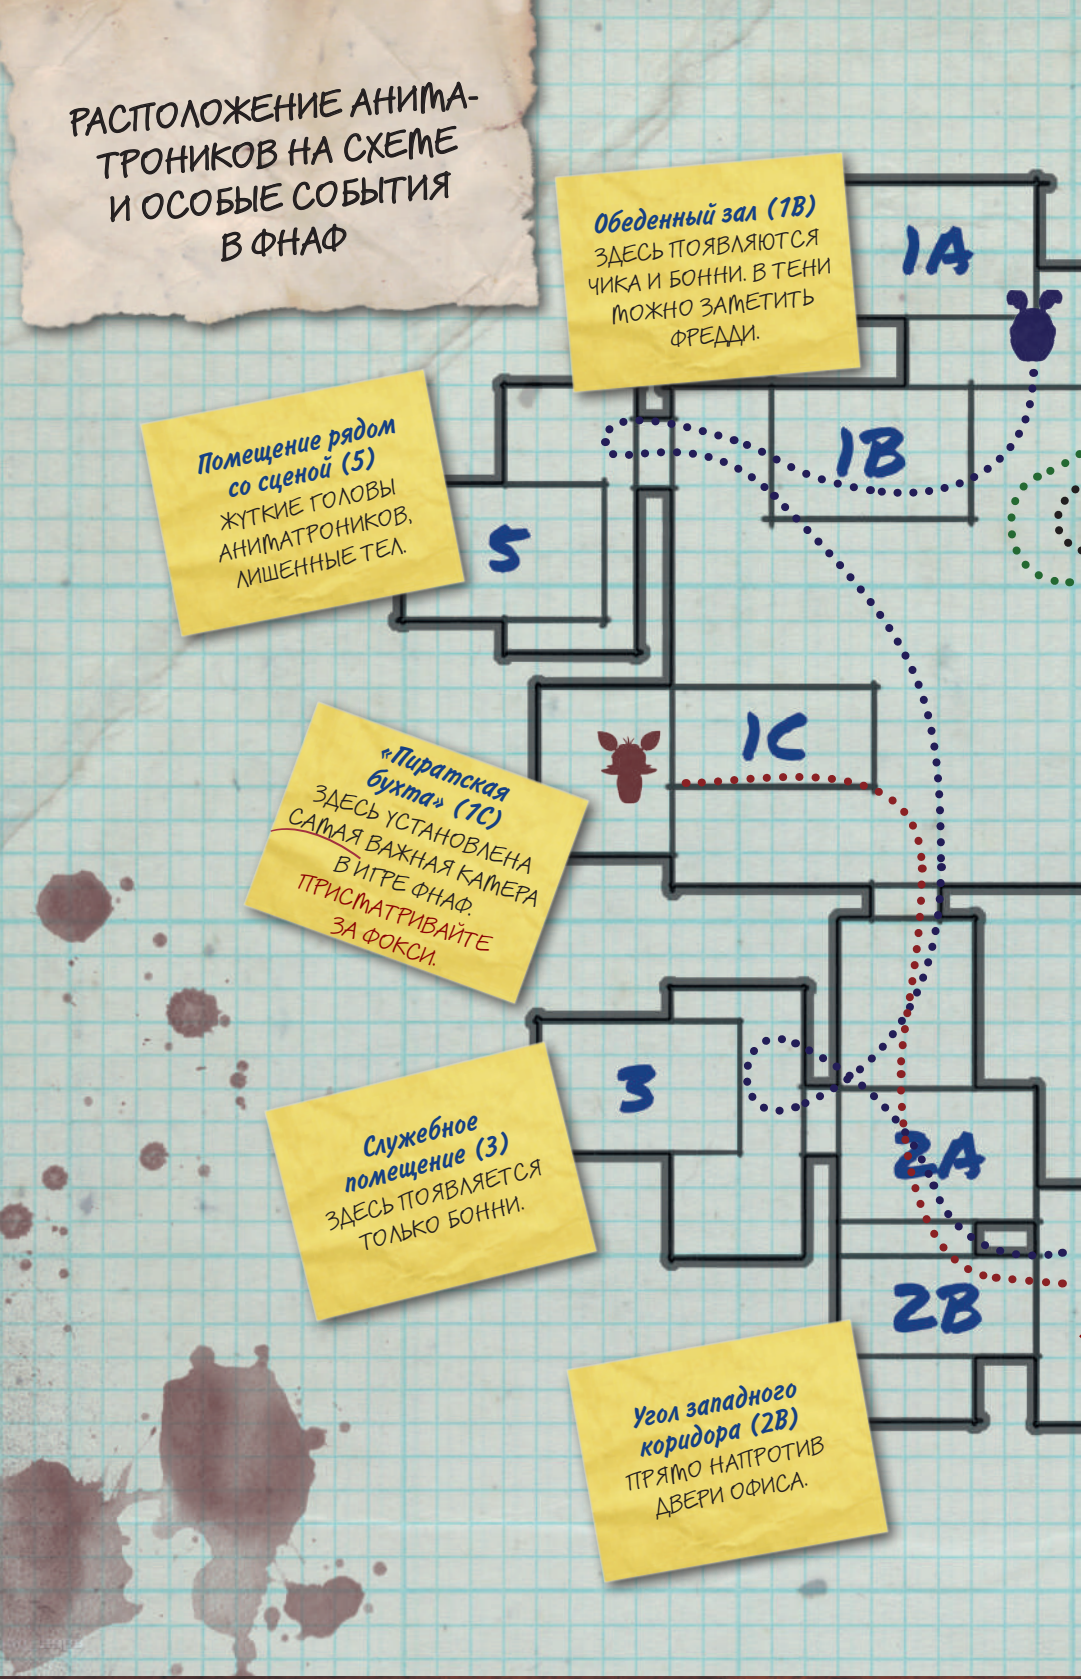 РАСПОЛОЖЕНИЕ АНИМА-
ТРОНИКОВ НА СХЕМЕ
И ОСОБЫЕ СОБЫТИЯ
В ФНАФ
Обеденный зал (1B)
ЗДЕСЬ ПОЯВЛЯЮТСЯ
ЧИКА И БОННИ. В ТЕНИ
МОЖНО ЗАМЕТИТЬ
ФРЕДДИ.
1A
1B
Помещение рядом
со сценой (5)
ЖУТКИЕ ГОЛОВЫ
АНИМАТРОНИКОВ,
ЛИШЕННЫЕ ТЕЛ.
5
«Пиратская
бухта» (1C)
ЗДЕСЬ УСТАНОВЛЕНА
САМАЯ ВАЖНАЯ КАМЕРА
В ИГРЕ ФНАФ.
ПРИСМАТРИВАЙТЕ
ЗА ФОКСИ.
1C
Служебное
помещение (3)
ЗДЕСЬ ПОЯВЛЯЕТСЯ
ТОЛЬКО БОННИ.
3
2A
2B
Угол западного
коридора (2B)
ПРЯМО НАПРОТИВ
ДВЕРИ ОФИСА.